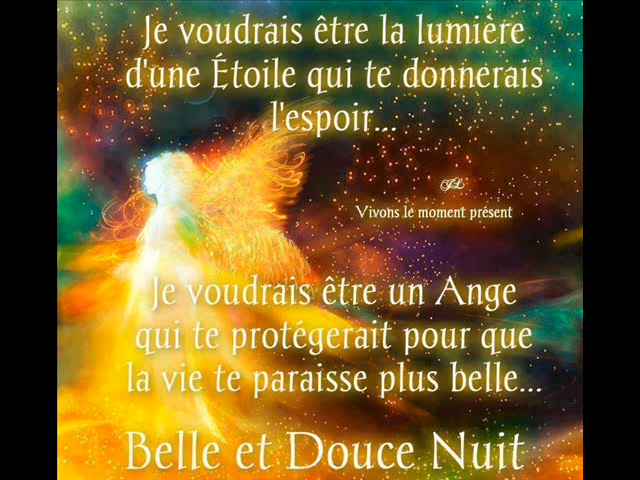 Je voudrais être la lumière
d'une Étoile qui te donnerais
l'espoir...
JL
Vivons le moment présent
Je voudrais être un Ange
qui te protégerait pour que
la vie te paraisse plus belle...
Belle et Douce Nuit